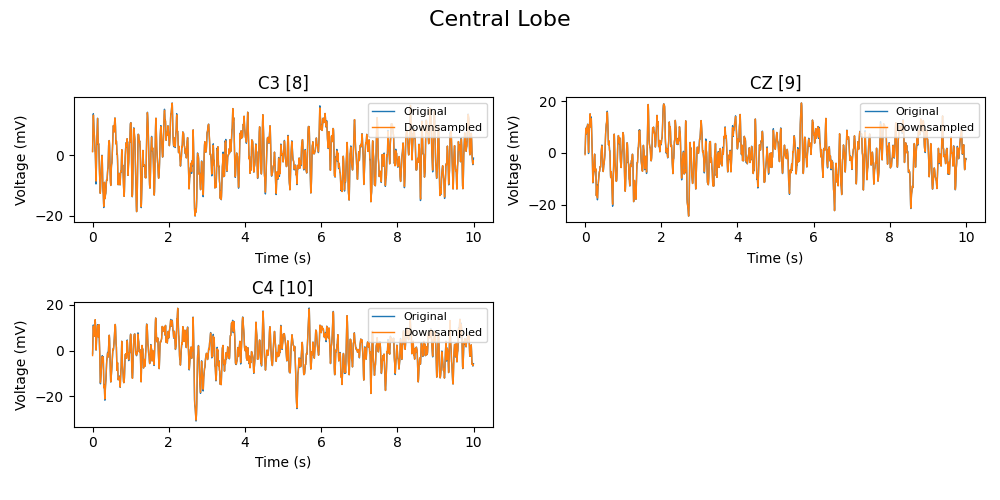 Central Lobe
C3 [8]
Voltage (mV)
0
−20
Original
Downsampled
0 2 4 6 8 10
Time (s)
CZ [9]
Voltage (mV)
20
0
−20
Original
Downsampled
0 2 4 6 8 10
Time (s)
C4 [10]
Voltage (mV)
20
0
−20
Original
Downsampled
0 2 4 6 8 10
Time (s)